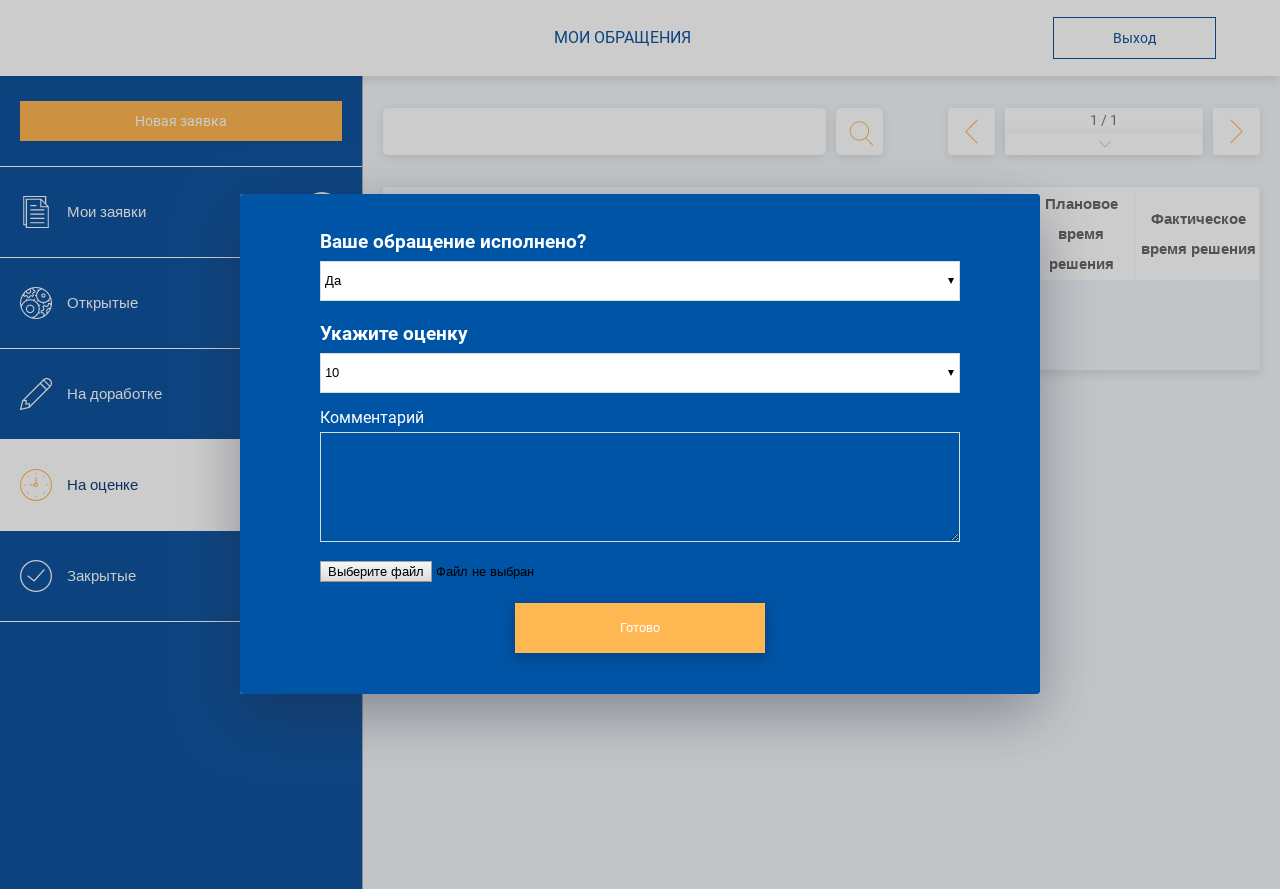 МОИ ОБРАЩЕНИЯ
Выход
Новая заявка
1 / 1
Мои заявки
Открытые
На доработке
На оценке
Закрытые
Плановое
время
решения
Фактическое
время решения
Ваше обращение исполнено?
Да
Укажите оценку
10
Комментарий
Выберите файл Файл не выбран
Готово